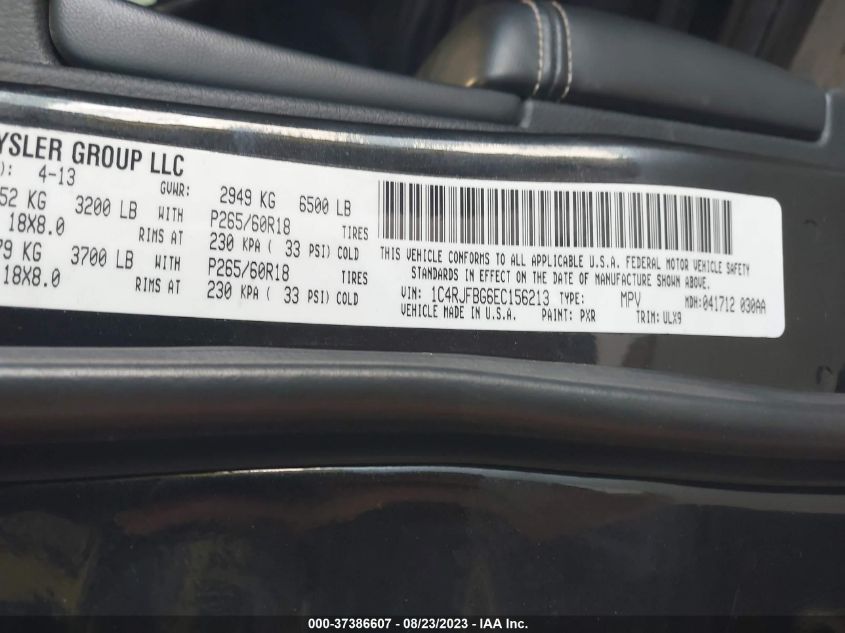 YSLER GROUP LLC
): 4-13 GVWR: 2949 KG 6500 LB
52 KG 3200 LB WITH P265/60R18 TIRES
18X8.0 RIMS AT 230 KPA ( 33 PSI) COLD
79 KG 3700 LB WITH P265/60R18 TIRES
18X8.0 RIMS AT 230 KPA ( 33 PSI) COLD
THIS VEHICLE CONFORMS TO ALL APPLICABLE U.S.A. FEDERAL MOTOR VEHICLE SAFETY
STANDARDS IN EFFECT ON THE DATE OF MANUFACTURE SHOWN ABOVE.
VIN: 1C4RJFBG6EC156213 TYPE: MPV MDH: 041712 030AA
VEHICLE MADE IN U.S.A. PAINT: PXR TRIM: ULX9
000-37386607 - 08/23/2023 - Copyright © 2023 IAA, Inc.